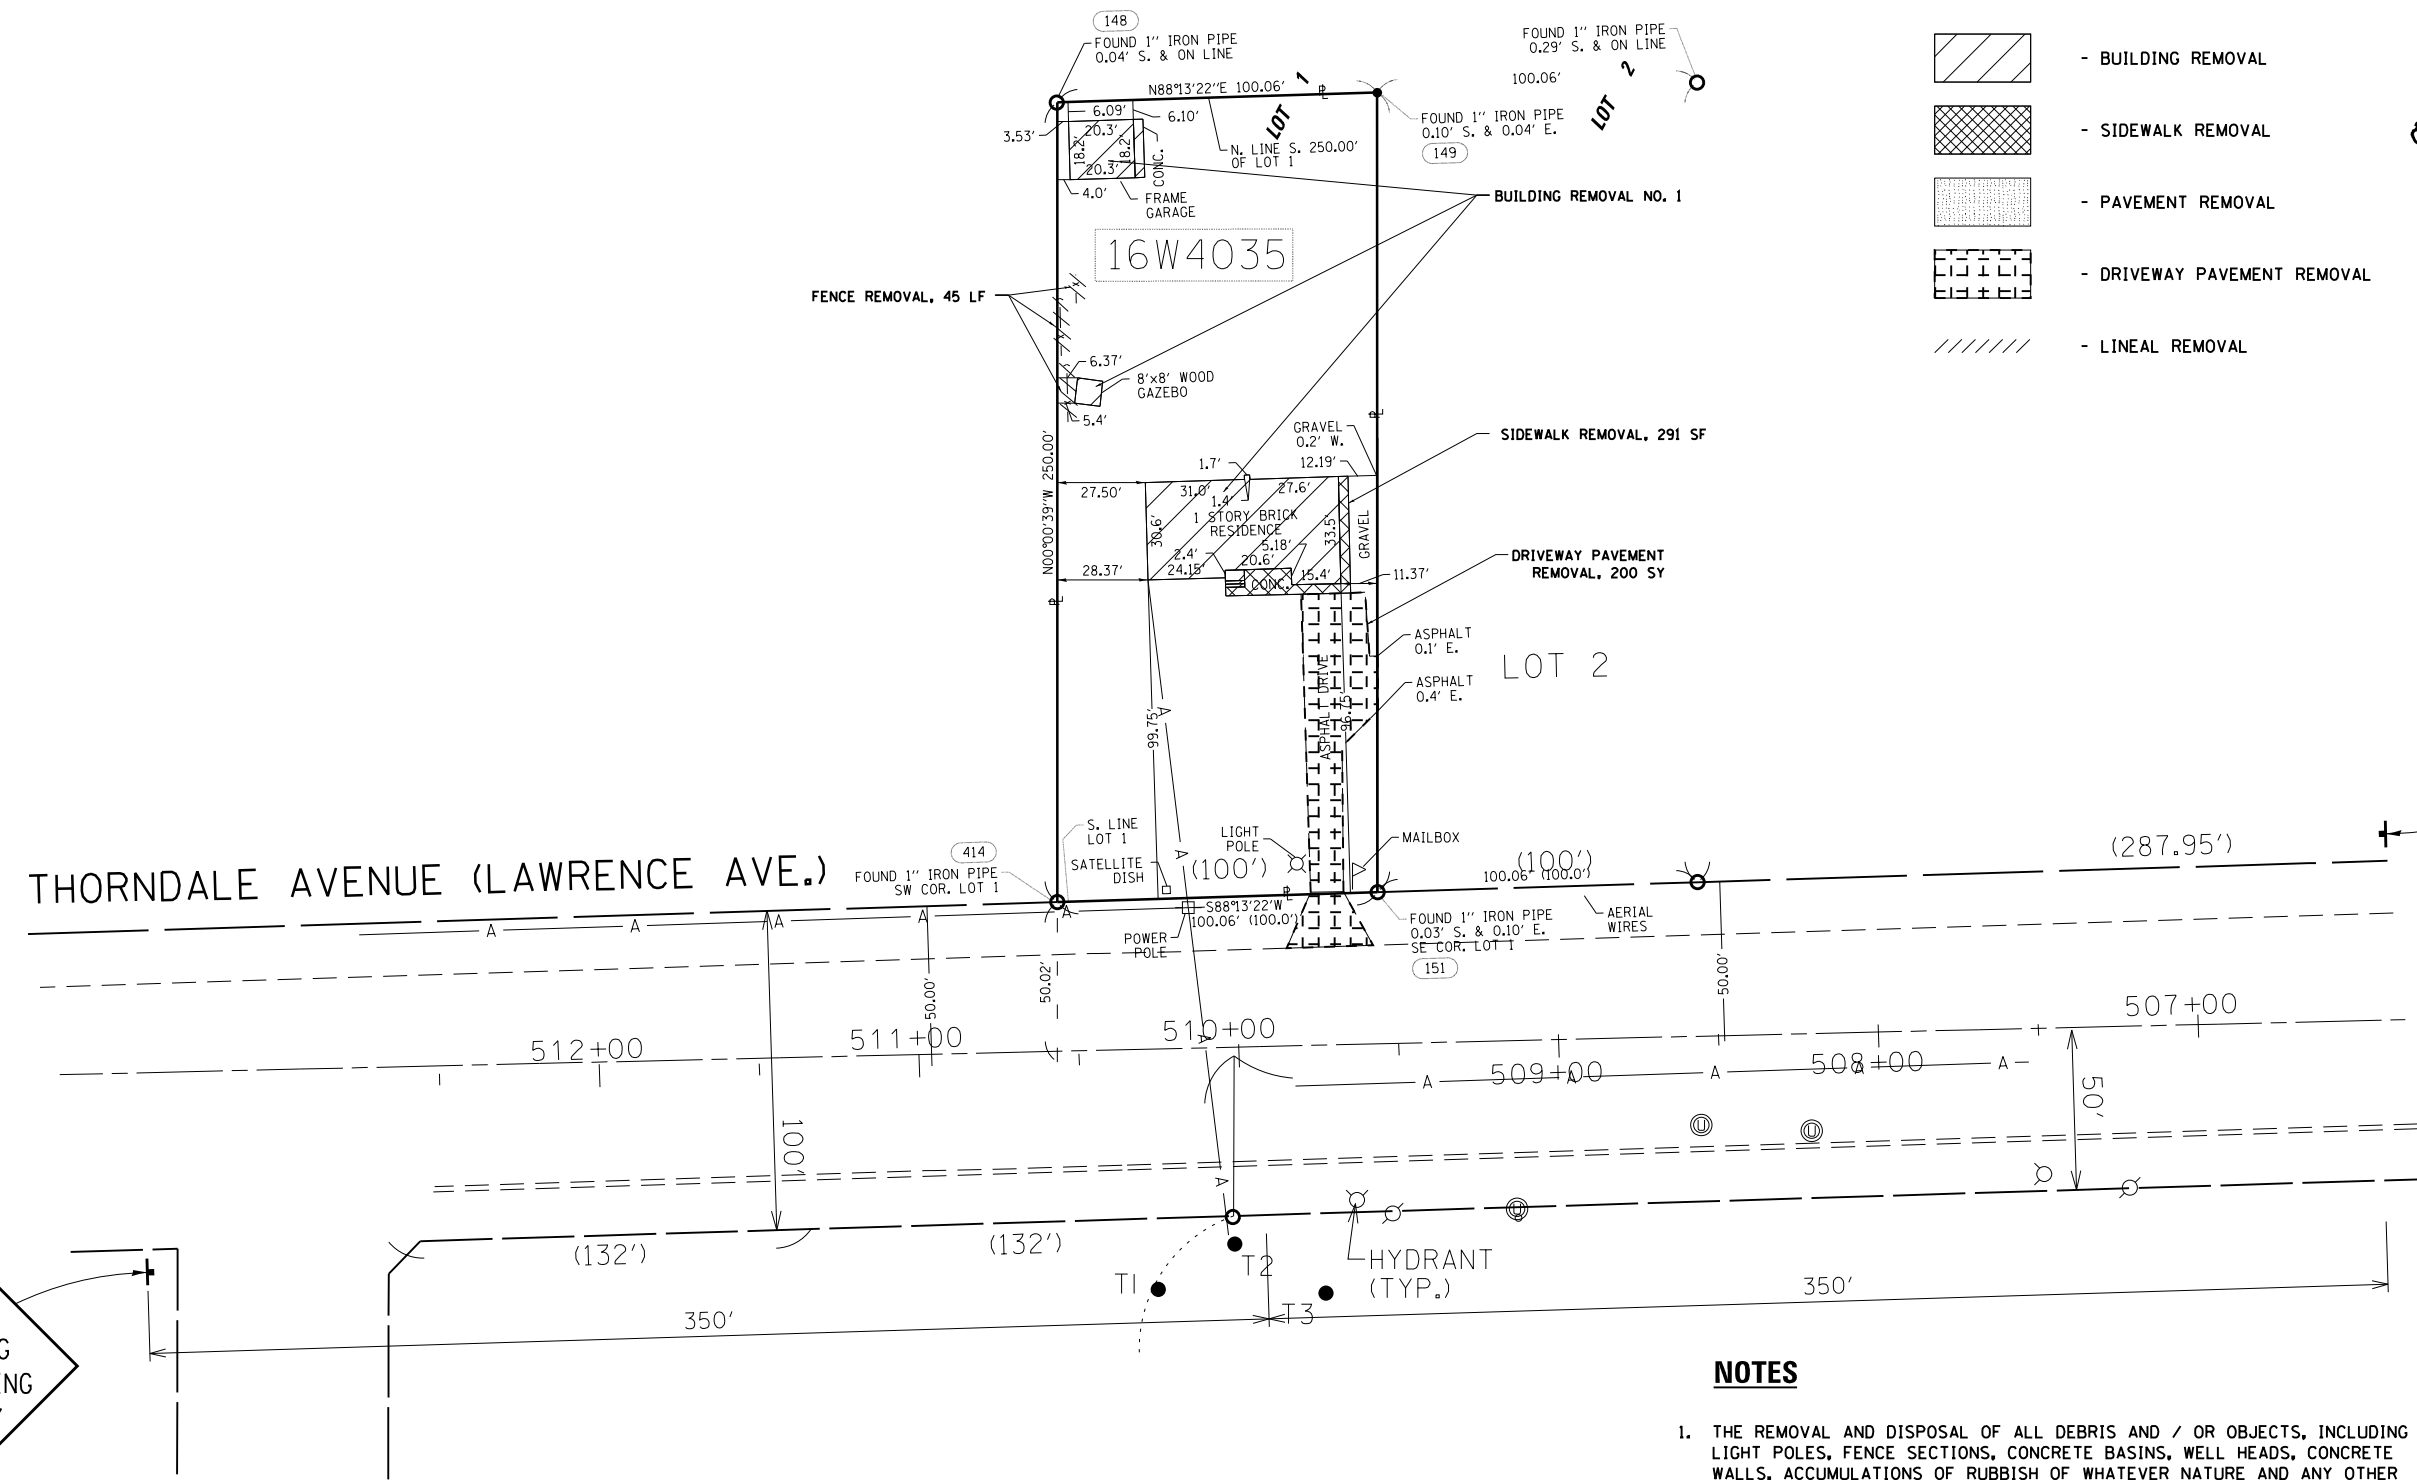 148
FOUND 1" IRON PIPE
0.04' S. & ON LINE
FOUND 1" IRON PIPE
0.29' S. & ON LINE
N88°13'22"E 100.06'
LOT 1
100.06'
LOT 2
3.53'
6.09'
6.10'
20.3'
18.2'
18.2'
20.3'
CONC.
4.0'
FRAME
GARAGE
N. LINE S. 250.00'
OF LOT 1
FOUND 1" IRON PIPE
0.10' S. & 0.04' E.
149
- BUILDING REMOVAL
- SIDEWALK REMOVAL
- PAVEMENT REMOVAL
- DRIVEWAY PAVEMENT REMOVAL
- LINEAL REMOVAL
BUILDING REMOVAL NO. 1
16W4035
FENCE REMOVAL, 45 LF
6.37'
8'x8' WOOD
GAZEBO
5.4'
N00°00'39"W 250.00'
GRAVEL
0.2' W.
SIDEWALK REMOVAL, 291 SF
1.7'
12.19'
27.50'
31.0'
27.6'
1.4'
1 STORY BRICK
RESIDENCE
30.6'
33.5'
GRAVEL
5.18'
2.4'
20.6'
28.37'
24.15'
15.4'
CONC.
11.37'
DRIVEWAY PAVEMENT
REMOVAL, 200 SY
ASPHALT
0.1' E.
LOT 2
ASPHALT
0.4' E.
ASPHALT DRIVE
96.75'
99.75'
A
S. LINE
LOT 1
LIGHT
POLE
MAILBOX
414
SATELLITE
DISH
A
(100')
(100')
(287.95')
THORNDALE AVENUE (LAWRENCE AVE.)
FOUND 1" IRON PIPE
SW COR. LOT 1
100.06' (100.0')
A A A A A
S88°13'22"W
100.06' (100.0')
POWER
POLE
FOUND 1" IRON PIPE
0.03' S. & 0.10' E.
SE COR. LOT 1
151
AERIAL
WIRES
50.00'
50.02'
50.00'
512+00
511+00
510+00
A
509+00
508+00
507+00
A A A A A
100'
50'
A
(132')
(132')
T1
T2
T3
HYDRANT
(TYP.)
350'
350'
G
NG
NOTES
1. THE REMOVAL AND DISPOSAL OF ALL DEBRIS AND / OR OBJECTS, INCLUDING
LIGHT POLES, FENCE SECTIONS, CONCRETE BASINS, WELL HEADS, CONCRETE
WALLS, ACCUMULATIONS OF RUBBISH OF WHATEVER NATURE AND ANY OTHER